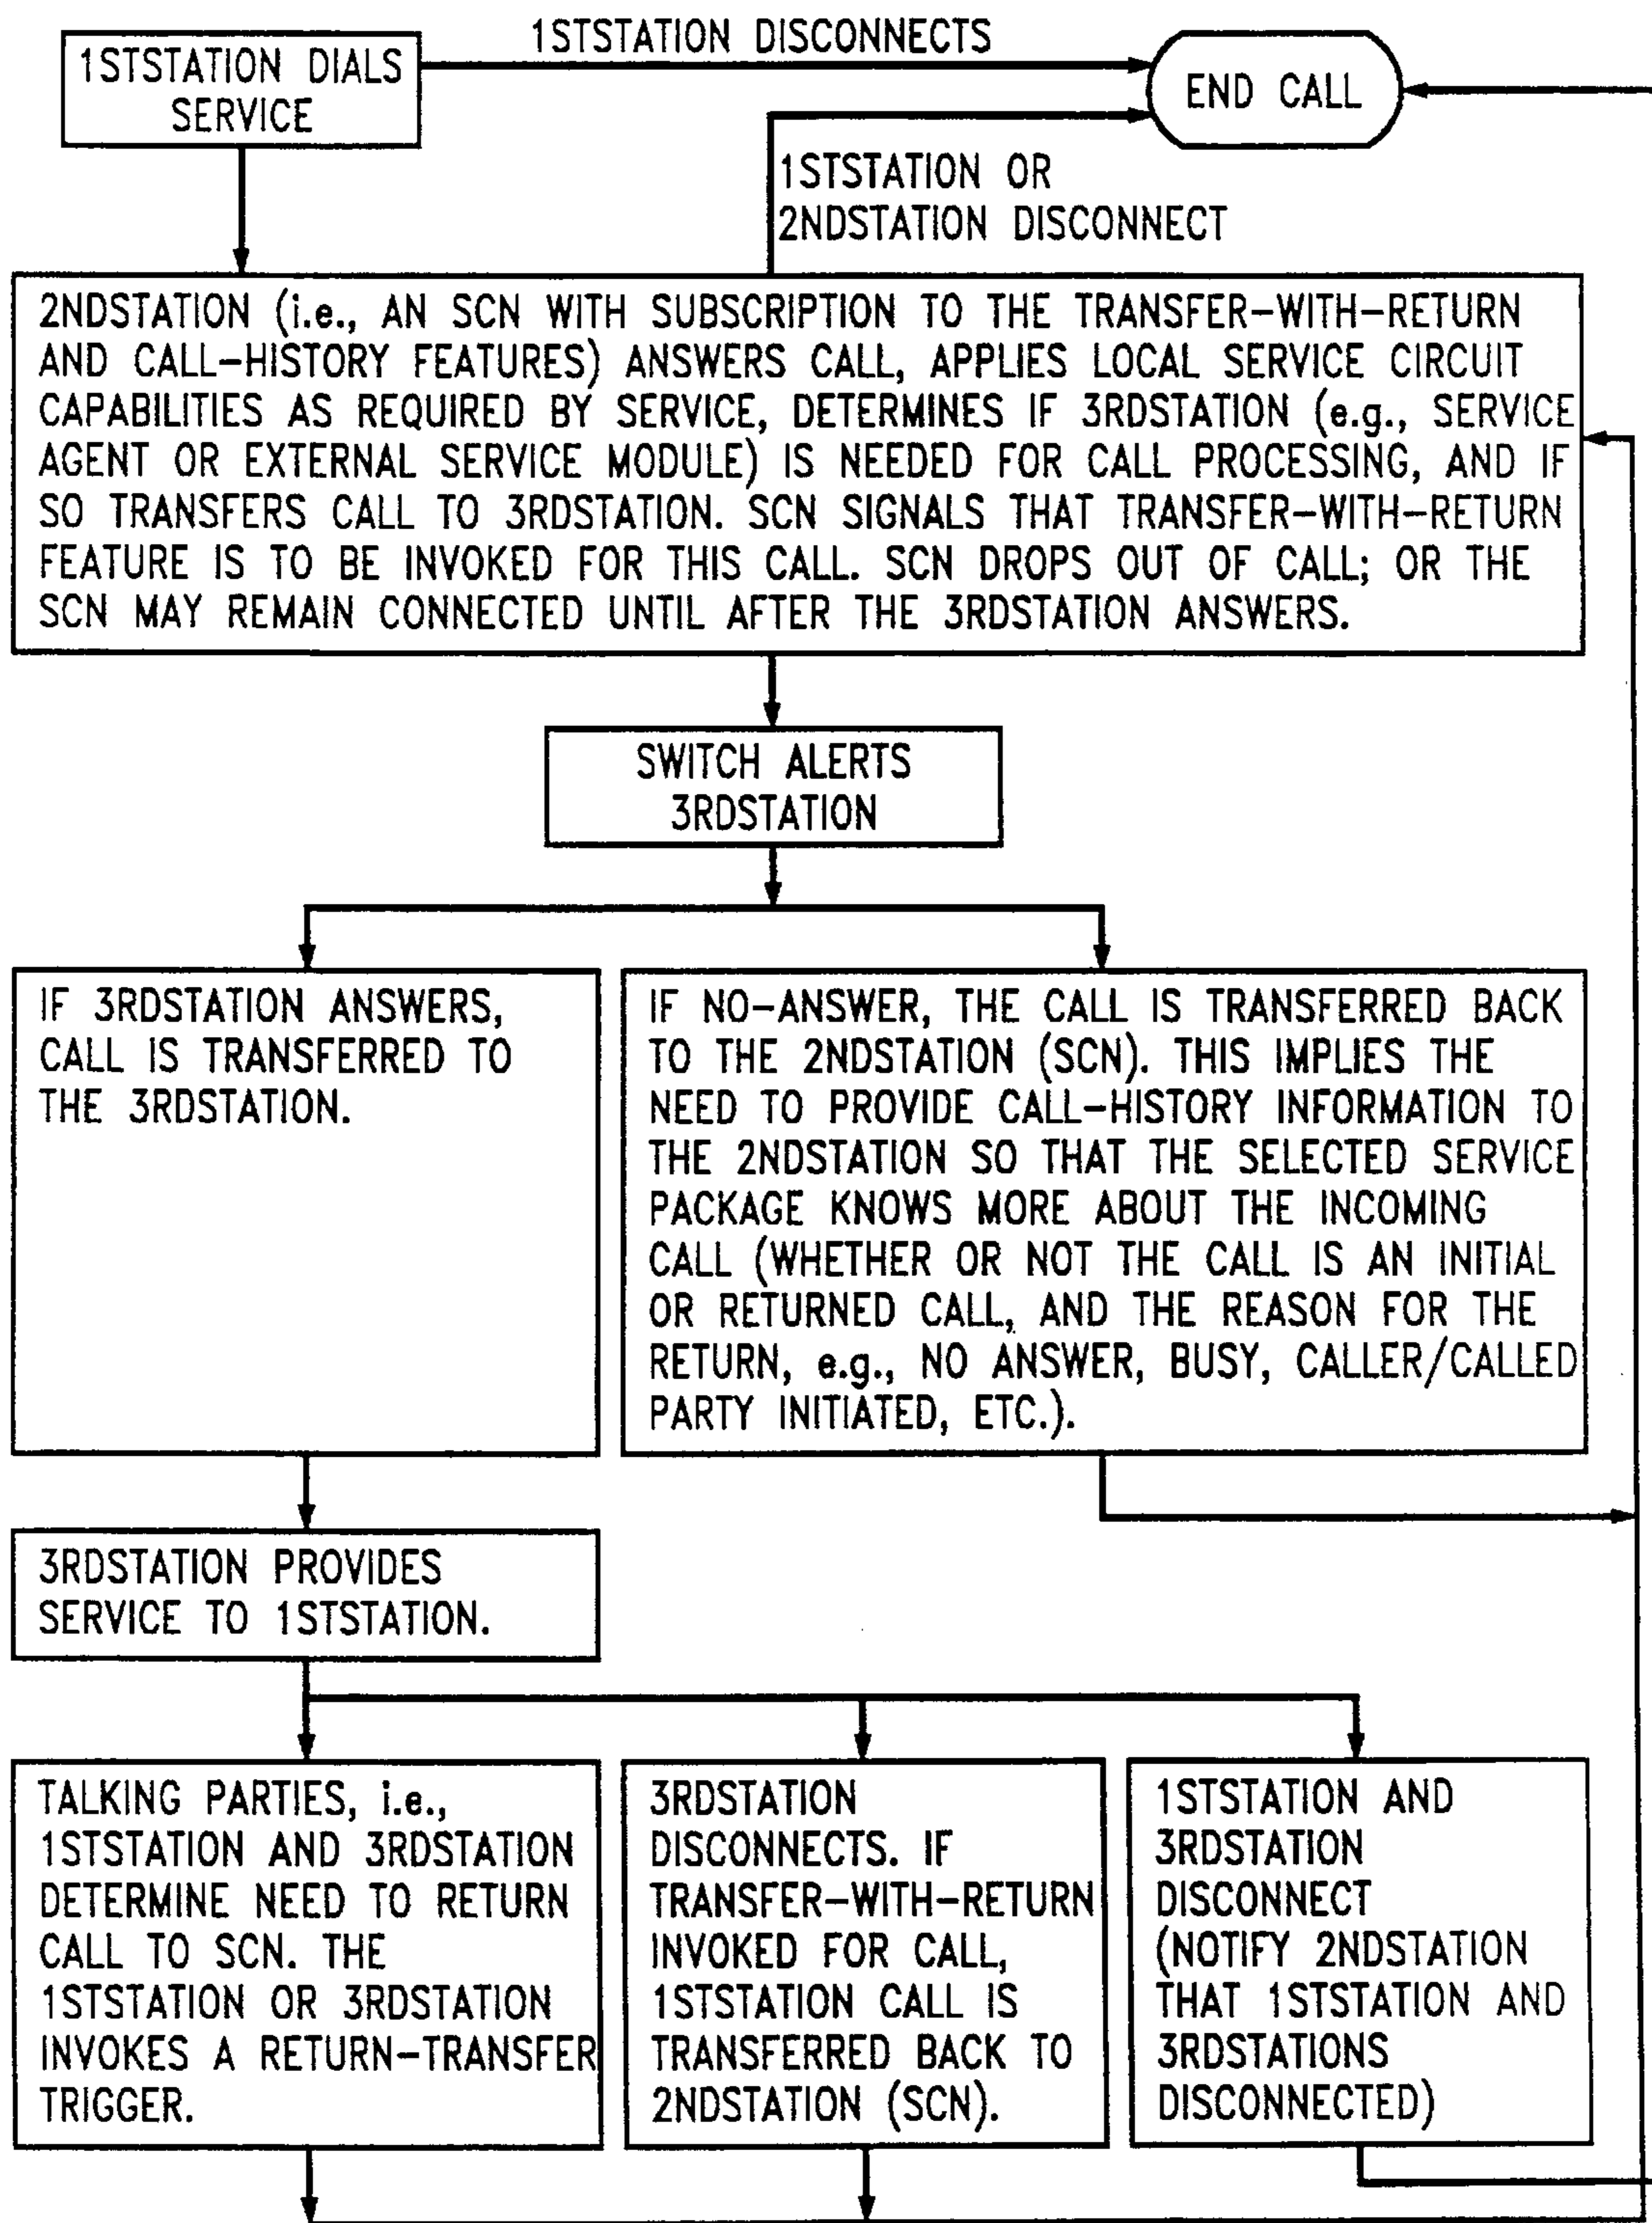 1STSTATION DIALS
SERVICE
1STSTATION DISCONNECTS
END CALL
1STSTATION OR
2NDSTATION DISCONNECT
2NDSTATION (i.e., AN SCN WITH SUBSCRIPTION TO THE TRANSFER-WITH-RETURN
AND CALL-HISTORY FEATURES) ANSWERS CALL, APPLIES LOCAL SERVICE CIRCUIT
CAPABILITIES AS REQUIRED BY SERVICE, DETERMINES IF 3RDSTATION (e.g., SERVICE
AGENT OR EXTERNAL SERVICE MODULE) IS NEEDED FOR CALL PROCESSING, AND IF
SO TRANSFERS CALL TO 3RDSTATION. SCN SIGNALS THAT TRANSFER-WITH-RETURN
FEATURE IS TO BE INVOKED FOR THIS CALL. SCN DROPS OUT OF CALL; OR THE
SCN MAY REMAIN CONNECTED UNTIL AFTER THE 3RDSTATION ANSWERS.
SWITCH ALERTS
3RDSTATION
IF 3RDSTATION ANSWERS,
CALL IS TRANSFERRED TO
THE 3RDSTATION.
IF NO-ANSWER, THE CALL IS TRANSFERRED BACK
TO THE 2NDSTATION (SCN). THIS IMPLIES THE
NEED TO PROVIDE CALL-HISTORY INFORMATION TO
THE 2NDSTATION SO THAT THE SELECTED SERVICE
PACKAGE KNOWS MORE ABOUT THE INCOMING
CALL (WHETHER OR NOT THE CALL IS AN INITIAL
OR RETURNED CALL, AND THE REASON FOR THE
RETURN, e.g., NO ANSWER, BUSY, CALLER/CALLED
PARTY INITIATED, ETC.).
3RDSTATION PROVIDES
SERVICE TO 1STSTATION.
TALKING PARTIES, i.e.,
1STSTATION AND 3RDSTATION
DETERMINE NEED TO RETURN
CALL TO SCN. THE
1STSTATION OR 3RDSTATION
INVOKES A RETURN-TRANSFER
TRIGGER.
3RDSTATION
DISCONNECTS. IF
TRANSFER-WITH-RETURN
INVOKED FOR CALL,
1STSTATION CALL IS
TRANSFERRED BACK TO
2NDSTATION (SCN).
1STSTATION AND
3RDSTATION
DISCONNECT
(NOTIFY 2NDSTATION
THAT 1STSTATION AND
3RDSTATIONS
DISCONNECTED)